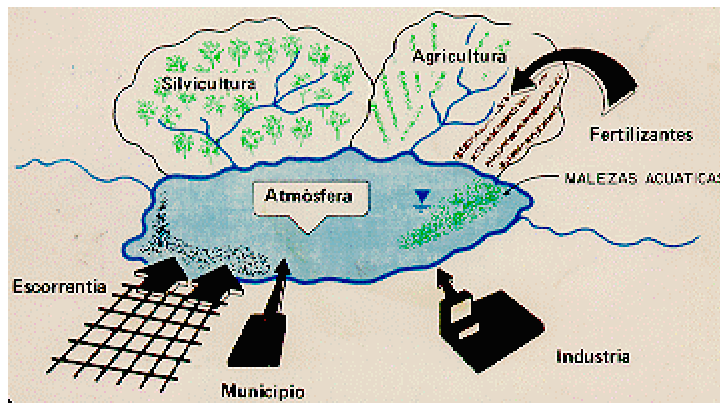 Silvicultura
Agricultura
Fertilizantes
MALEZAS ACUATICAS
Atmósfera
Escorrentia
Industria
Municipio